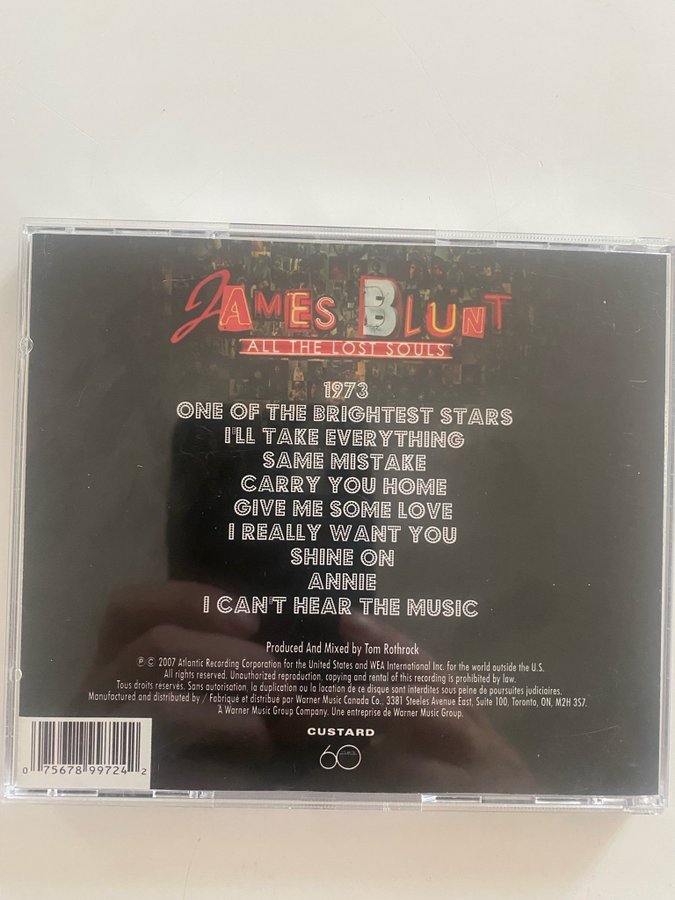 JAMES BLUNT
ALL THE LOST SOULS
1973
ONE OF THE BRIGHTEST STARS
I'LL TAKE EVERYTHING
SAME MISTAKE
CARRY YOU HOME
GIVE ME SOME LOVE
I REALLY WANT YOU
SHINE ON
ANNIE
I CAN'T HEAR THE MUSIC
Produced And Mixed by Tom Rothrock
℗ © 2007 Atlantic Recording Corporation for the United States and WEA International Inc. for the world outside the U.S.
All rights reserved. Unauthorized reproduction, copying and rental of this recording is prohibited by law.
Tous droits réservés. Sans autorisation, la duplication ou la location de ce disque sont interdites sous peine de poursuites judiciaires.
Manufactured and distributed by / Fabriqué et distribué par Warner Music Canada Co., 3381 Steeles Avenue East, Suite 100, Toronto, ON, M2H 3S7.
A Warner Music Group Company. Une entreprise de Warner Music Group.
CUSTARD
60
0 75678 99724 2